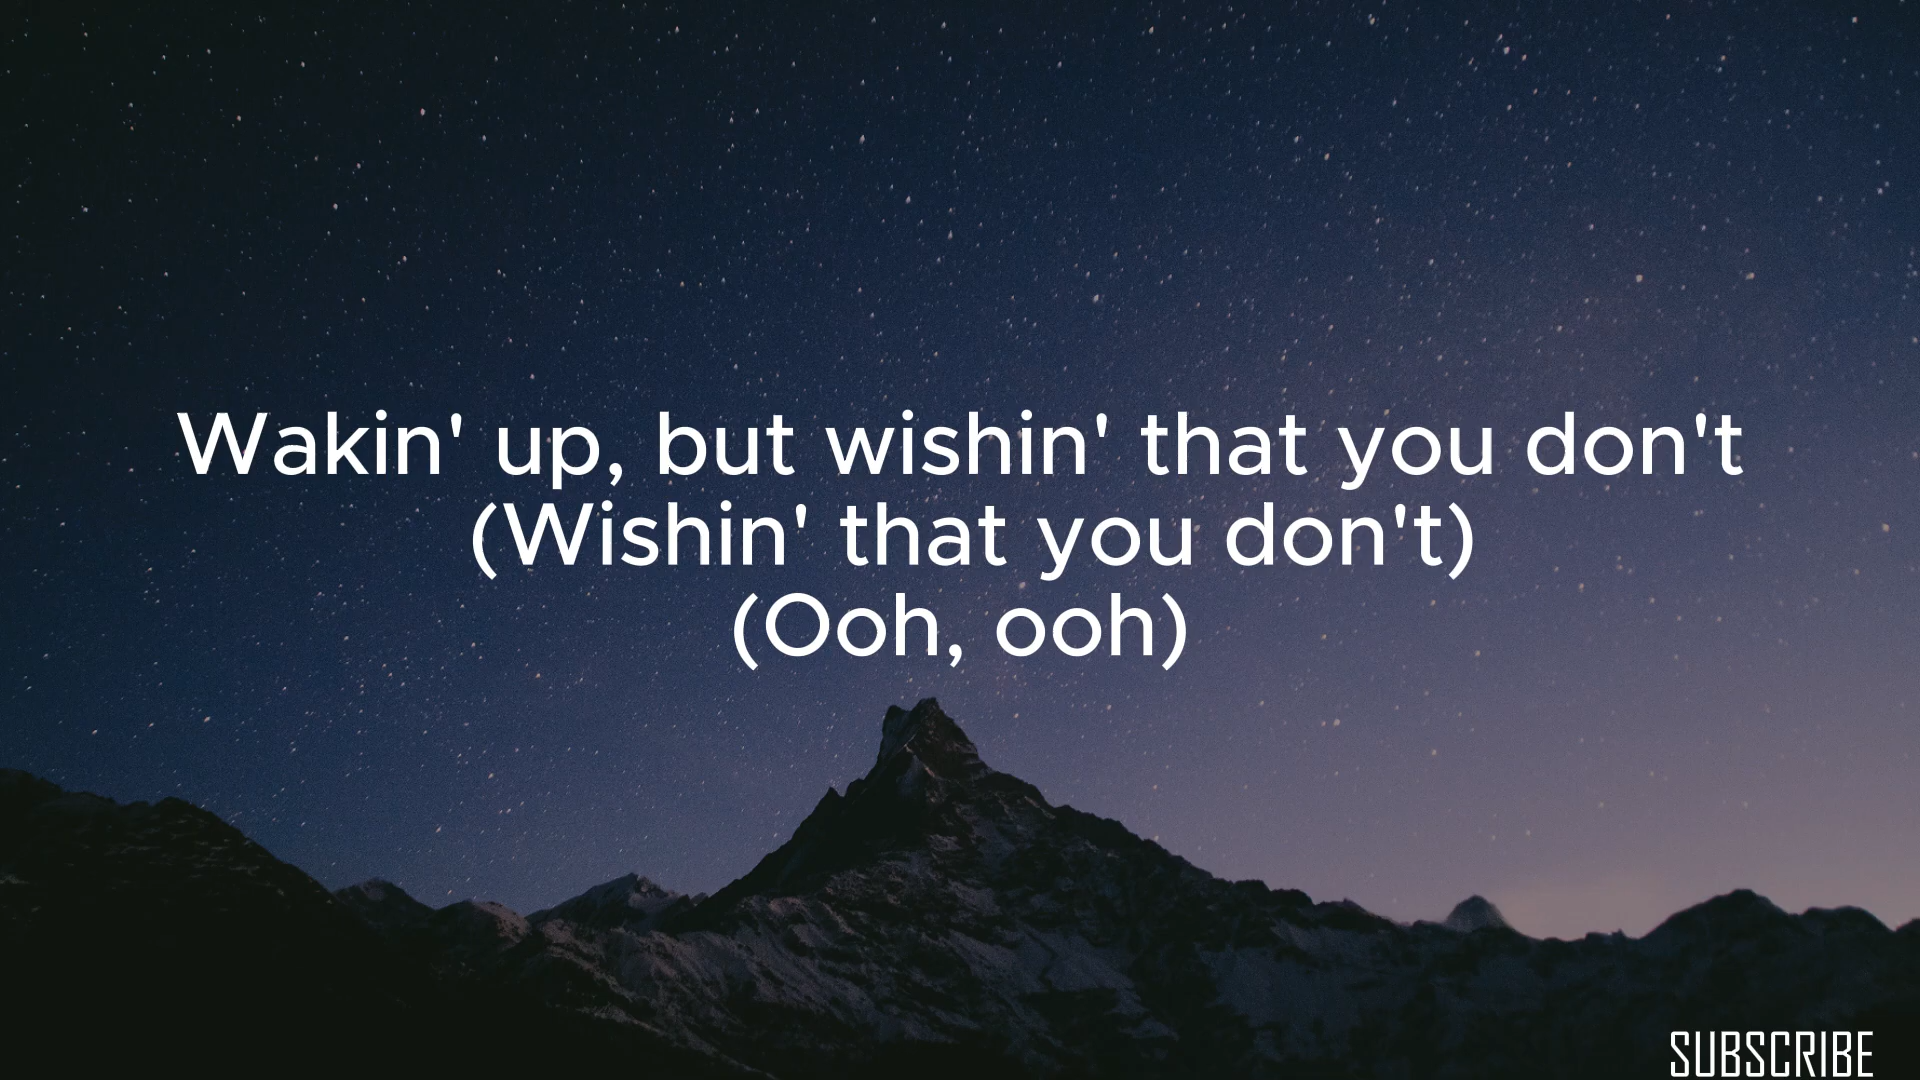 Wakin' up, but wishin' that you don't
(Wishin' that you don't)
(Ooh, ooh)
SUBSCRIBE